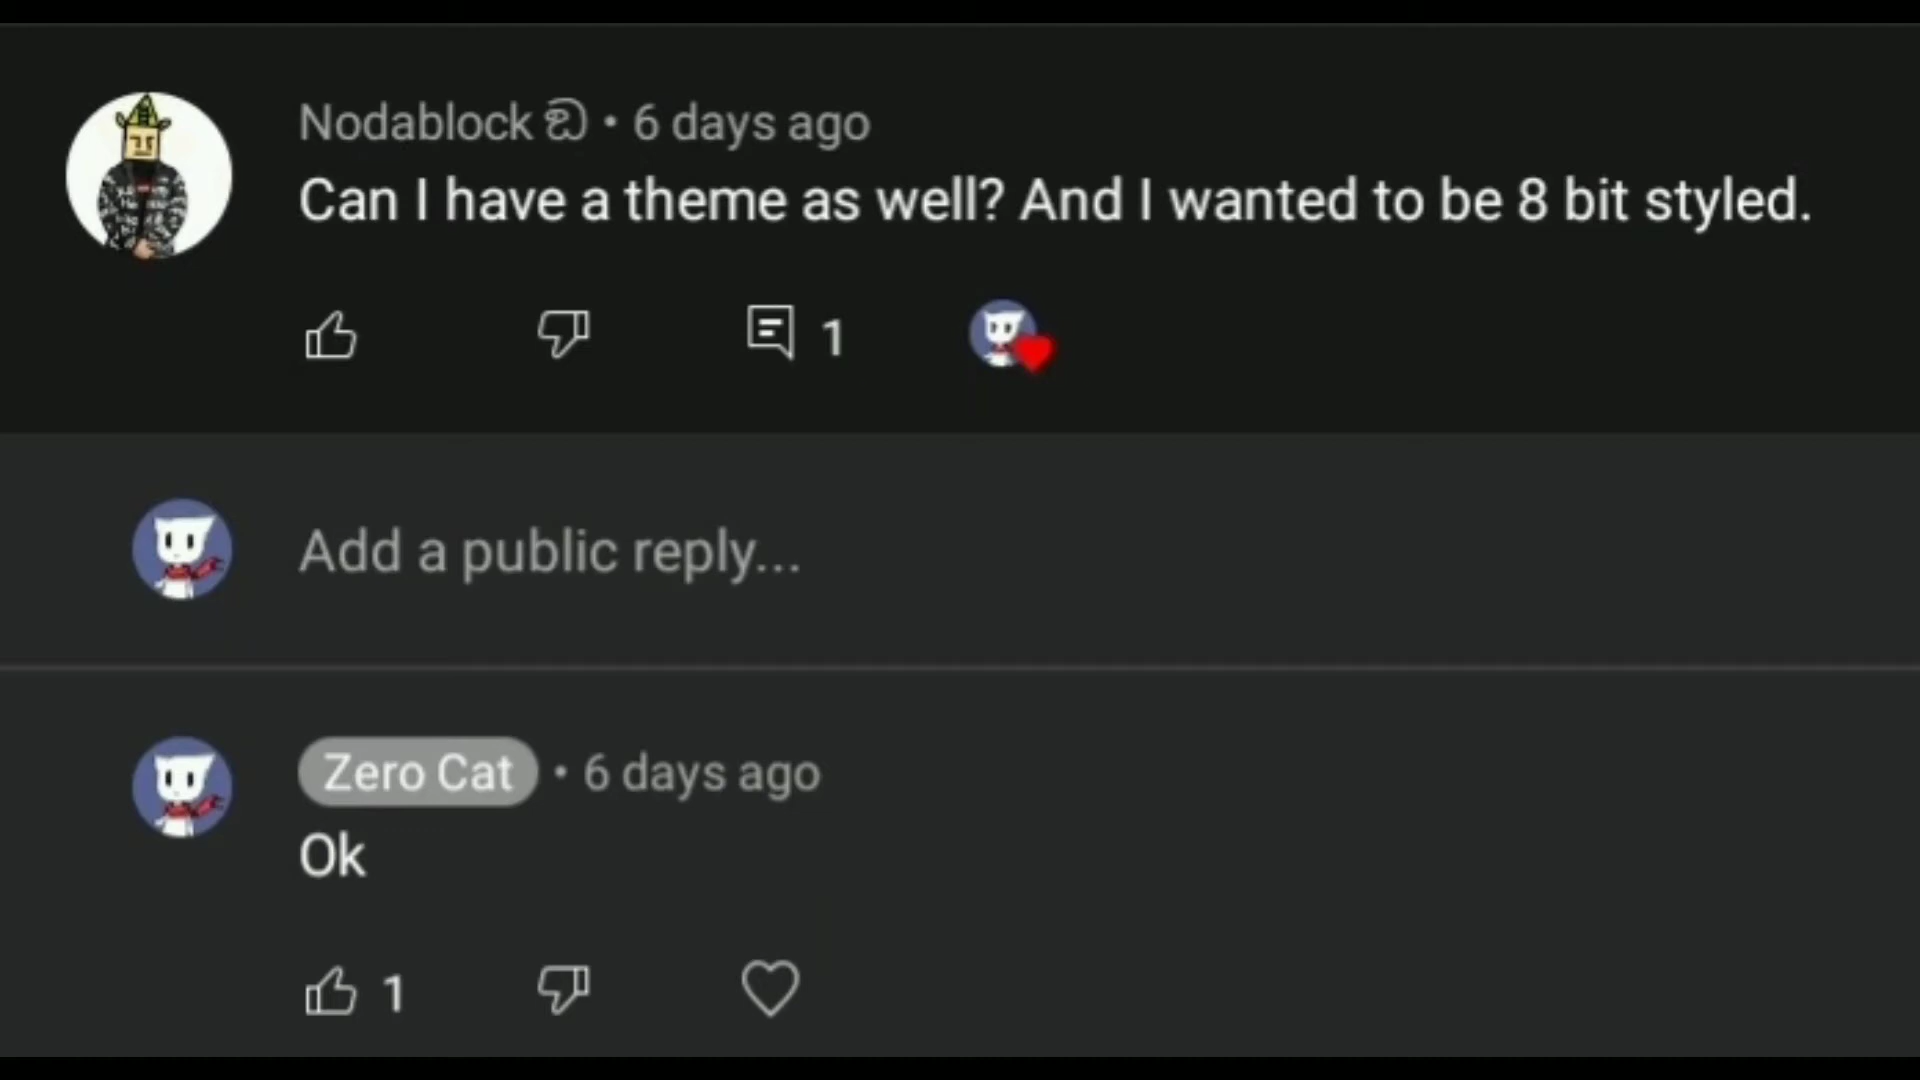 Nodablock ඞ • 6 days ago
Can I have a theme as well? And I wanted to be 8 bit styled.
1
Add a public reply...
Zero Cat • 6 days ago
Ok
1